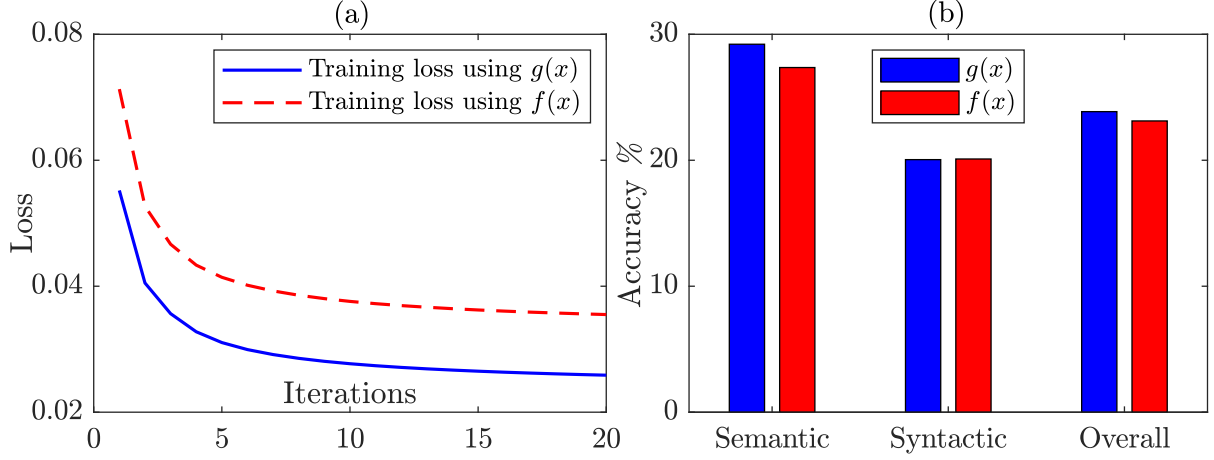 (a)
0.08
0.06
0.04
0.02
Loss
Training loss using g(x)
Training loss using f(x)
Iterations
0 5 10 15 20
(b)
30
20
10
0
Accuracy %
g(x)
f(x)
Semantic Syntactic Overall